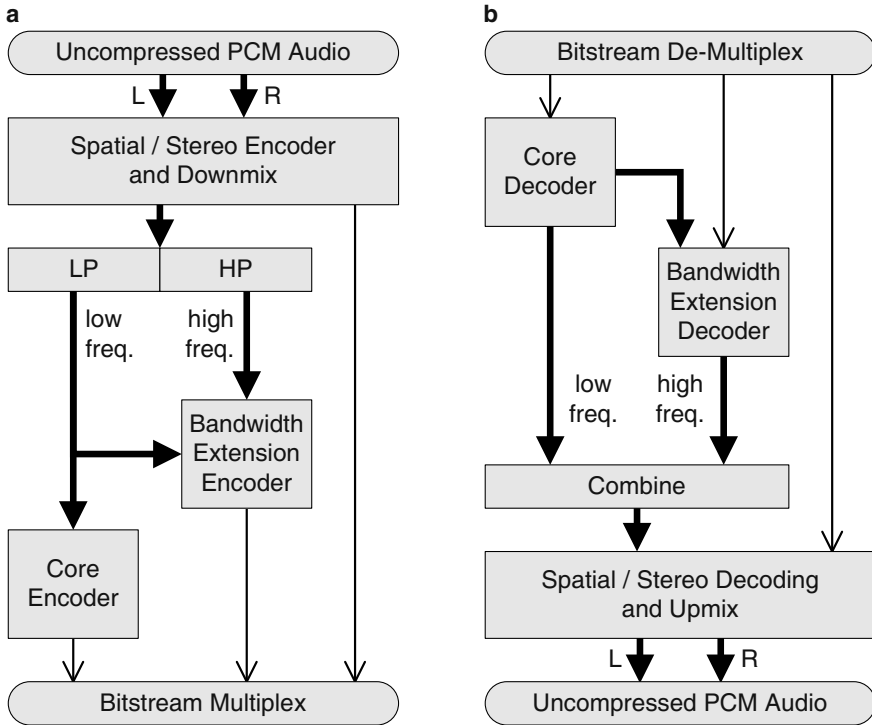 a
Uncompressed PCM Audio
L
R
Spatial / Stereo Encoder
and Downmix
LP
HP
low
freq.
high
freq.
Bandwidth
Extension
Encoder
Core
Encoder
Bitstream Multiplex
b
Bitstream De-Multiplex
Core
Decoder
Bandwidth
Extension
Decoder
low
freq.
high
freq.
Combine
Spatial / Stereo Decoding
and Upmix
L
R
Uncompressed PCM Audio